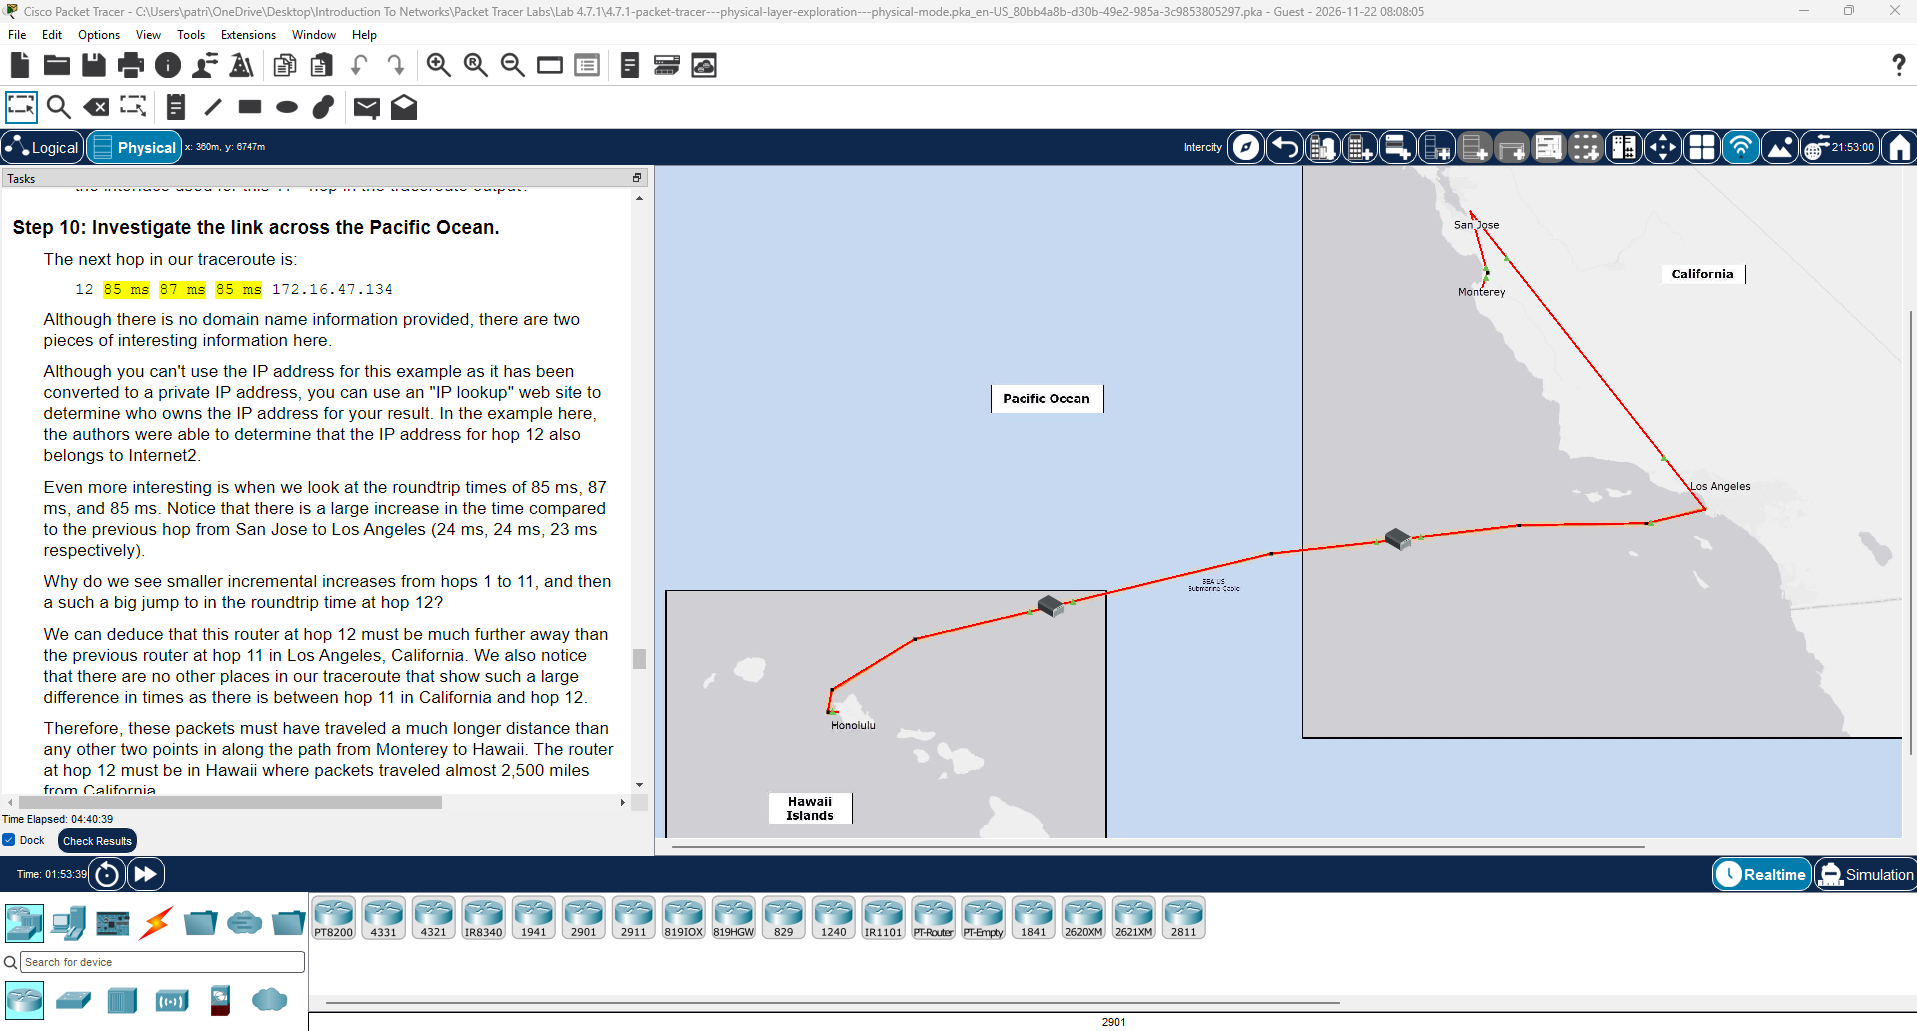 Cisco Packet Tracer - C:\Users\patri\OneDrive\Desktop\Introduction To Networks\Packet Tracer Labs\Lab 4.7.1\4.7.1-packet-tracer---physical-layer-exploration---physical-mode.pka_en-US_80bb4a8b-d30b-49e2-985a-3c9853805297.pka - Guest - 2026-11-22 08:08:05
File Edit Options View Tools Extensions Window Help
Logical Physical x: 360m, y: 6747m Intercity 21:53:00
Tasks
Step 10: Investigate the link across the Pacific Ocean.
The next hop in our traceroute is:
12 85 ms 87 ms 85 ms 172.16.47.134
Although there is no domain name information provided, there are two
pieces of interesting information here.
Although you can't use the IP address for this example as it has been
converted to a private IP address, you can use an "IP lookup" web site to
determine who owns the IP address for your result. In the example here,
the authors were able to determine that the IP address for hop 12 also
belongs to Internet2.
Even more interesting is when we look at the roundtrip times of 85 ms, 87
ms, and 85 ms. Notice that there is a large increase in the time compared
to the previous hop from San Jose to Los Angeles (24 ms, 24 ms, 23 ms
respectively).
Why do we see smaller incremental increases from hops 1 to 11, and then
a such a big jump to in the roundtrip time at hop 12?
We can deduce that this router at hop 12 must be much further away than
the previous router at hop 11 in Los Angeles, California. We also notice
that there are no other places in our traceroute that show such a large
difference in times as there is between hop 11 in California and hop 12.
Therefore, these packets must have traveled a much longer distance than
any other two points in along the path from Monterey to Hawaii. The router
at hop 12 must be in Hawaii where packets traveled almost 2,500 miles
from California
San Jose
California
Monterey
Pacific Ocean
Los Angeles
SEA US
Submarine Cable
Honolulu
Hawaii
Islands
Time Elapsed: 04:40:39
Dock Check Results
Time: 01:53:39 Realtime Simulation
PT8200 4331 4321 IR8340 1941 2901 2911 819IOX 819HGW 829 1240 IR1101 PT-Router PT-Empty 1841 2620XM 2621XM 2811
Search for device
2901